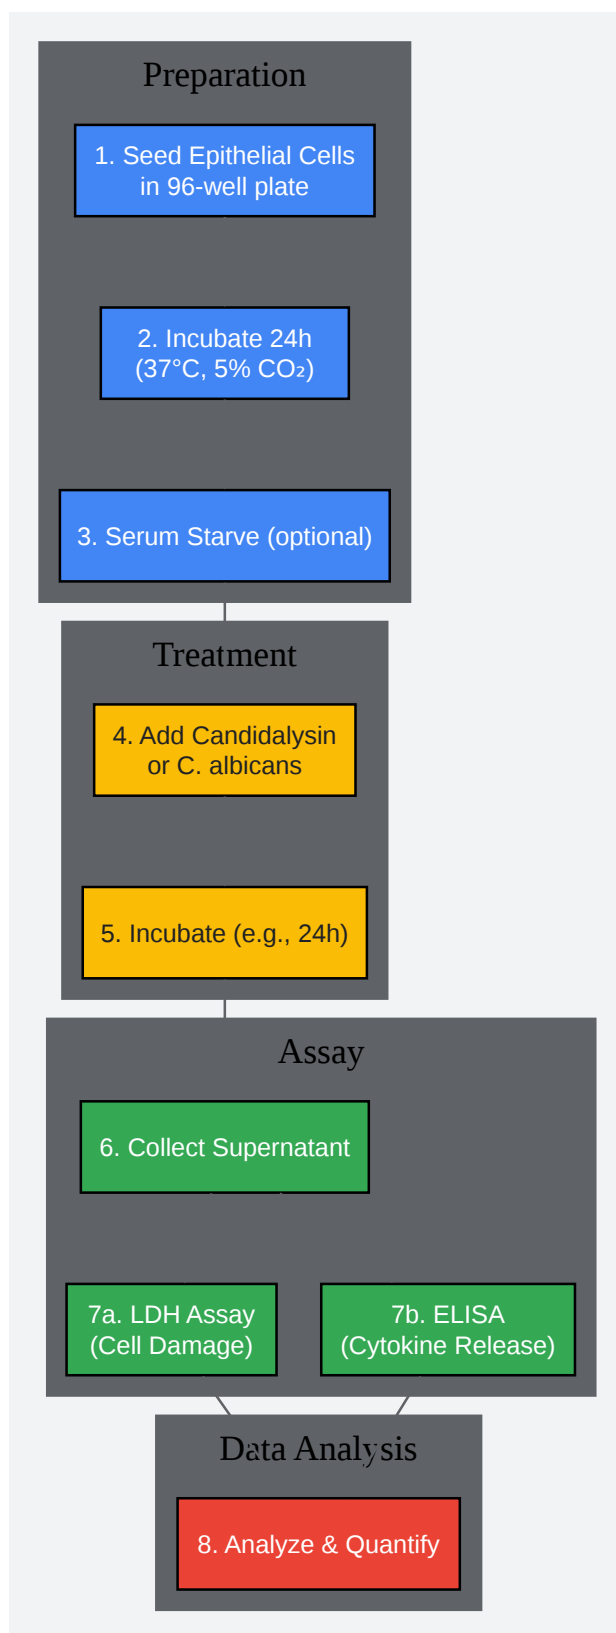 Preparation
1. Seed Epithelial Cells
in 96-well plate
2. Incubate 24h
(37°C, 5% CO₂)
3. Serum Starve (optional)
Treatment
4. Add Candidalysin
or C. albicans
5. Incubate (e.g., 24h)
Assay
6. Collect Supernatant
7a. LDH Assay
(Cell Damage)
7b. ELISA
(Cytokine Release)
Data Analysis
8. Analyze & Quantify